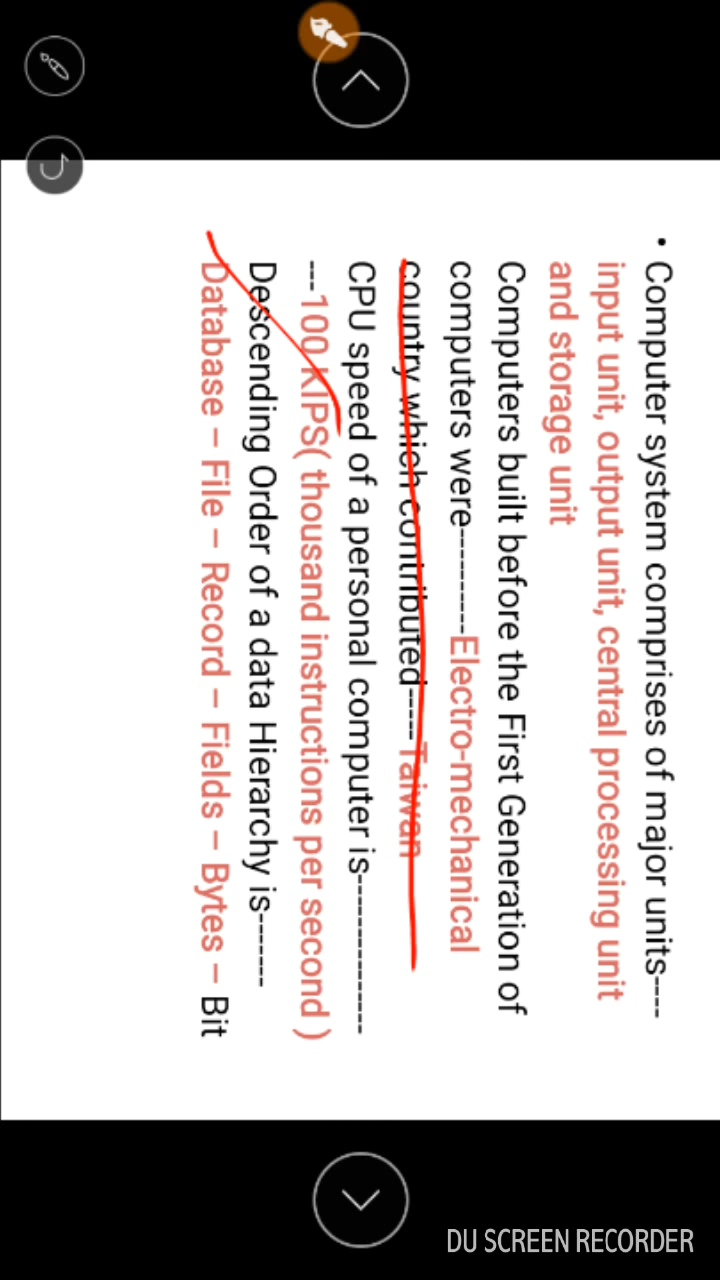 • Computer system comprises of major units----
input unit, output unit, central processing unit
and storage unit
Computers built before the First Generation of
computers were----------Electro-mechanical
country which contributed-----Taiwan
CPU speed of a personal computer is---------------
---100 KIPS( thousand instructions per second )
Descending Order of a data Hierarchy is-------
Database – File – Record – Fields – Bytes – Bit
DU SCREEN RECORDER